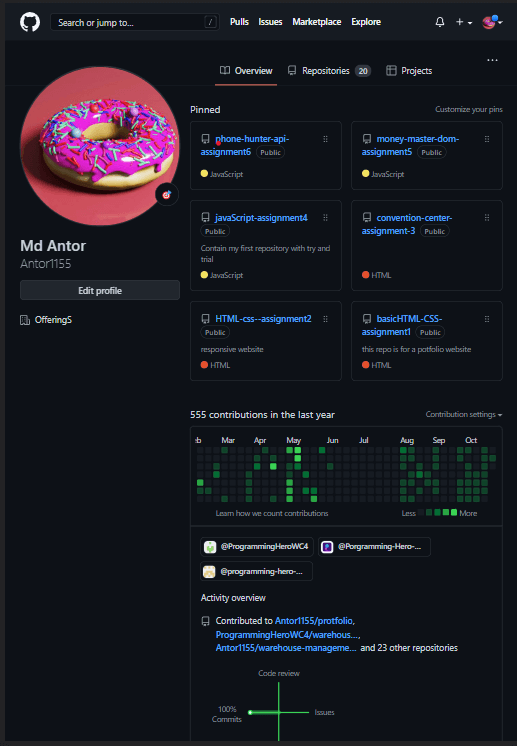 Search or jump to...
/
Pulls Issues Marketplace Explore
Overview Repositories 20 Projects
Pinned
Customize your pins
phone-hunter-api-
assignment6 Public
JavaScript
money-master-dom-
assignment5 Public
JavaScript
javaScript-assignment4
Public
Contain my first repository with try and
trial
JavaScript
convention-center-
assignment-3 Public
HTML
HTML-css--assignment2
Public
responsive website
HTML
basicHTML-CSS-
assignment1 Public
this repo is for a potfolio website
HTML
Md Antor
Antor1155
Edit profile
OfferingS
555 contributions in the last year
Contribution settings
b Mar Apr May Jun Jul Aug Sep Oct
Learn how we count contributions
Less More
@ProgrammingHeroWC4
@Porgramming-Hero-...
@programming-hero-...
Activity overview
Contributed to Antor1155/protfolio,
ProgrammingHeroWC4/warehous...,
Antor1155/warehouse-manageme... and 23 other repositories
Code review
100%
Commits
Issues